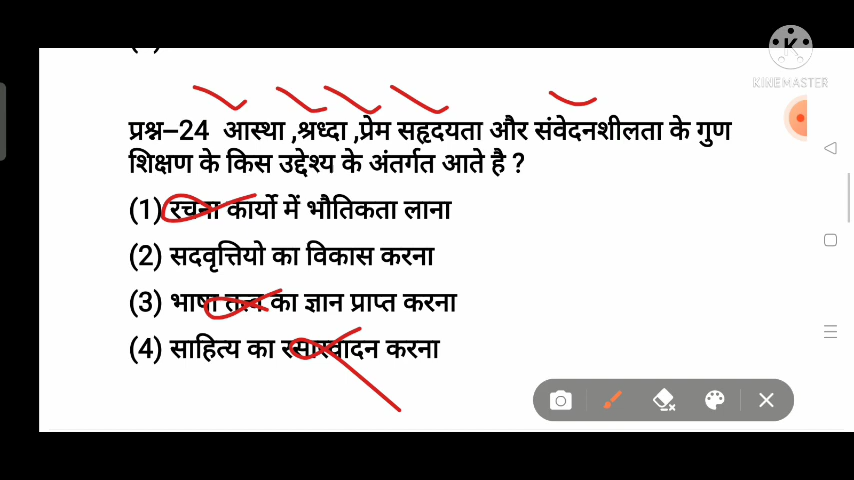 KINEMASTER
प्रश्न–24 आस्था ,श्रध्दा ,प्रेम सहृदयता और संवेदनशीलता के गुण
शिक्षण के किस उद्देश्य के अंतर्गत आते है ?
(1) रचना कार्यो में भौतिकता लाना
(2) सदवृत्तियो का विकास करना
(3) भाषा तत्व का ज्ञान प्राप्त करना
(4) साहित्य का रसास्वादन करना